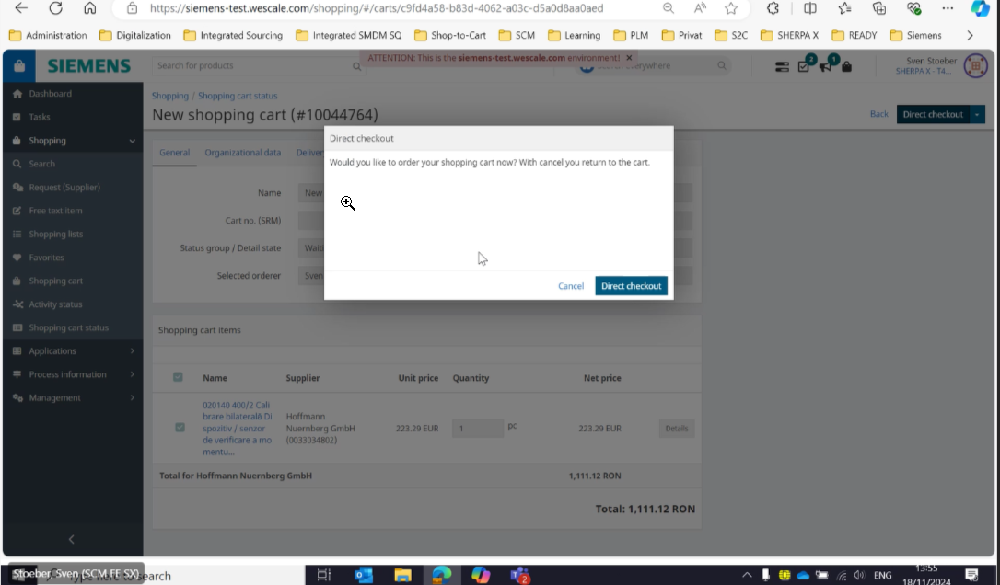 https://siemens-test.wescale.com/shopping/#/carts/c9fd4a58-b83d-4062-a03c-d5a0d8aa0aed
Administration Digitalization Integrated Sourcing Integrated SMDM SQ Shop-to-Cart SCM Learning PLM Privat S2C SHERPA X READY Siemens
SIEMENS
Search for products
ATTENTION: This is the siemens-test.wescale.com environment! ×
Search everywhere
2
1
Sven Stoeber
SHERPA X - T4...
Dashboard
Tasks
Shopping
Search
Request (Supplier)
Free text item
Shopping lists
Favorites
Shopping cart
Activity status
Shopping cart status
Applications
Process information
Management
Shopping / Shopping cart status
New shopping cart (#10044764)
Back
Direct checkout
General Organizational data Deliver
Name New
Cart no. (SRM)
Status group / Detail state Waiti
Selected orderer Sven
Direct checkout
Would you like to order your shopping cart now? With cancel you return to the cart.
Cancel Direct checkout
Shopping cart items
Name Supplier Unit price Quantity Net price
020140 400/2 Cali
brare bilaterală Di
spozitiv / senzor
de verificare a mo
mentu...
Hoffmann
Nuernberg GmbH
(0033034802)
223.29 EUR 1 pc 223.29 EUR Details
Total for Hoffmann Nuernberg GmbH 1,111.12 RON
Total: 1,111.12 RON
Stoeber, Sven (SCM FE SX)
Type here to search
2
ENG
13:55
18/11/2024